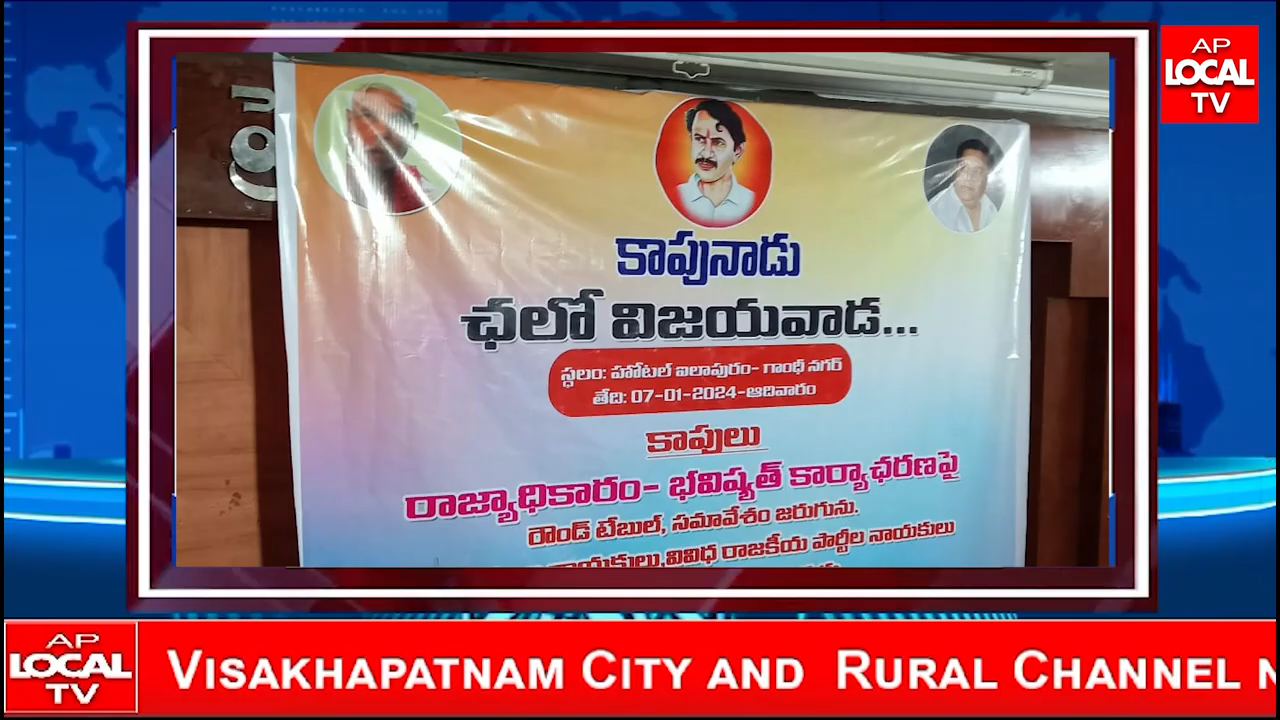 AP
LOCAL
TV
కాపునాడు
ఛలో విజయవాడ...
స్థలం: హోటల్ ఐలాపురం- గాంధీ నగర్
తేది: 07-01-2024-ఆదివారం
కాపులు
రాజ్యాధికారం- భవిష్యత్ కార్యాచరణపై
రౌండ్ టేబుల్, సమావేశం జరుగును.
నాయకులు,వివిధ రాజకీయ పార్టీల నాయకులు
AP
LOCAL
TV
VISAKHAPATNAM CITY AND RURAL CHANNEL